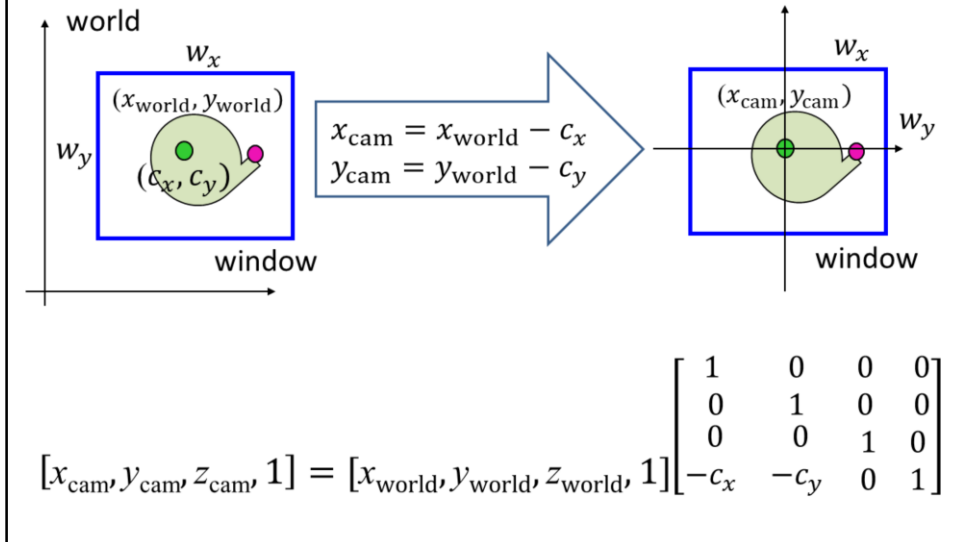 world
w_x
(x_world, y_world)
w_y
(c_x, c_y)
window
x_cam = x_world − c_x
y_cam = y_world − c_y
w_x
(x_cam, y_cam)
w_y
window
[x_cam, y_cam, z_cam, 1] = [x_world, y_world, z_world, 1]
1 0 0 0
0 1 0 0
0 0 1 0
−c_x −c_y 0 1